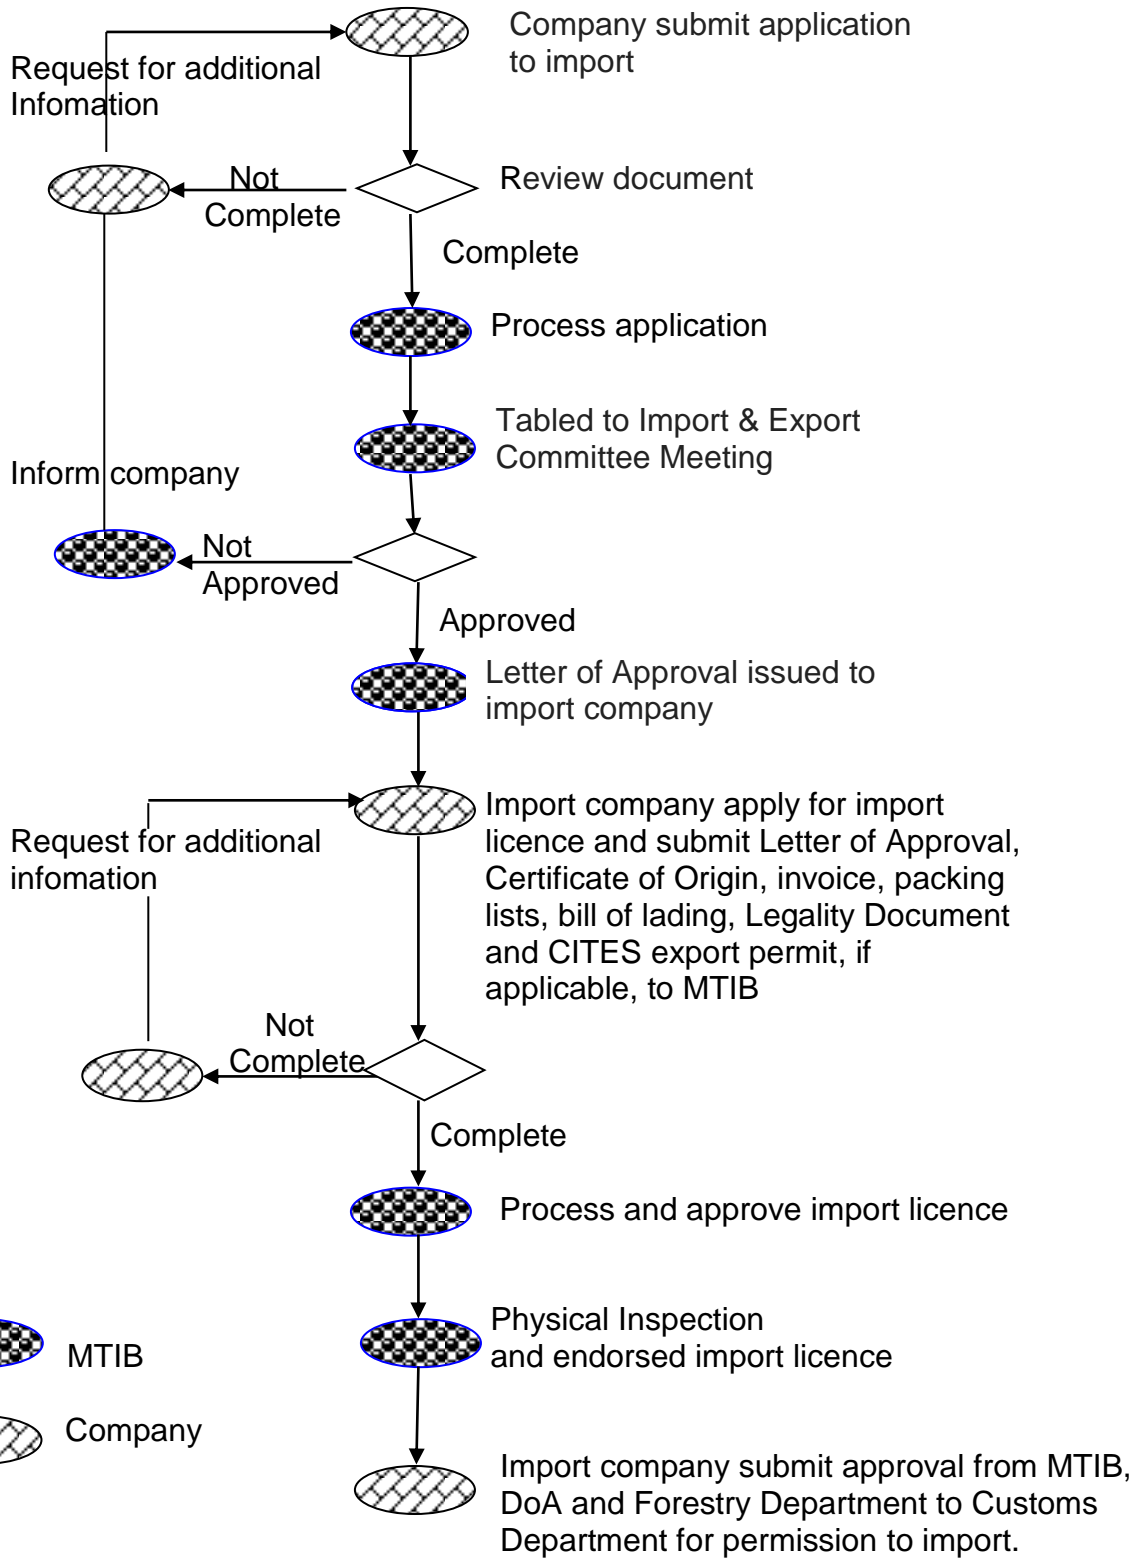 Company submit application
to import
Request for additional
Infomation
Not
Complete
Review document
Complete
Process application
Tabled to Import & Export
Committee Meeting
Inform company
Not
Approved
Approved
Letter of Approval issued to
import company
Import company apply for import
licence and submit Letter of Approval,
Certificate of Origin, invoice, packing
lists, bill of lading, Legality Document
and CITES export permit, if
applicable, to MTIB
Request for additional
infomation
Not
Complete
Complete
Process and approve import licence
Physical Inspection
and endorsed import licence
MTIB
Company
Import company submit approval from MTIB,
DoA and Forestry Department to Customs
Department for permission to import.